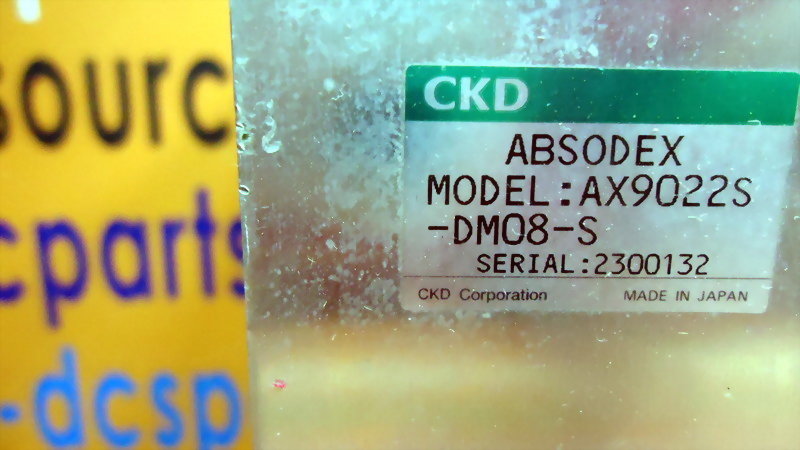 sourc
cparts
-dcsp
CKD
ABSODEX
MODEL:AX9022S
-DM08-S
SERIAL:2300132
CKD Corporation MADE IN JAPAN